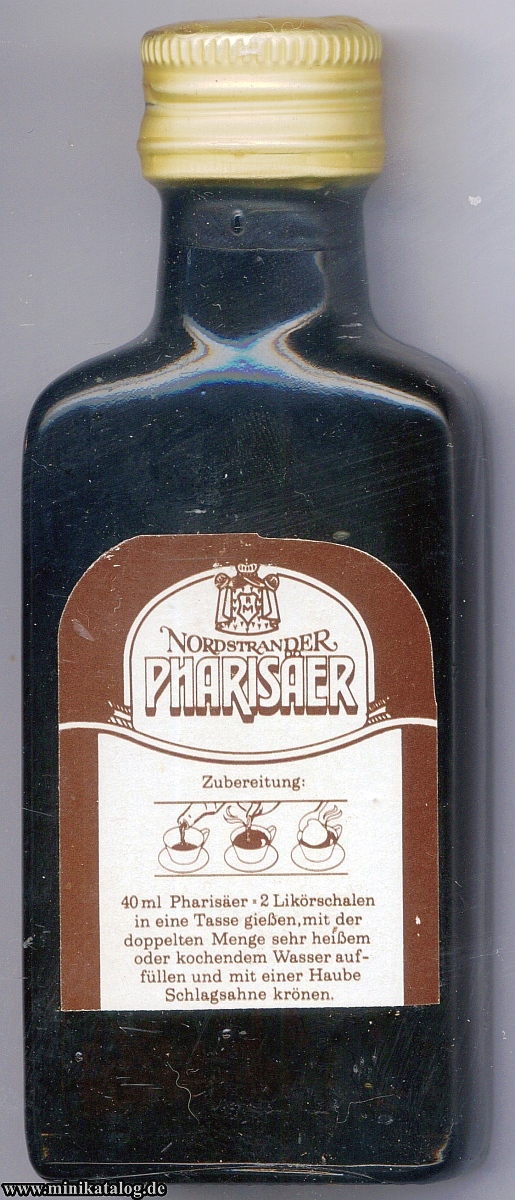 NORDSTRANDER
PHARISÄER
Zubereitung:
40 ml Pharisäer = 2 Likörschalen
in eine Tasse gießen, mit der
doppelten Menge sehr heißem
oder kochendem Wasser auf-
füllen und mit einer Haube
Schlagsahne krönen.
www.minikatalog.de